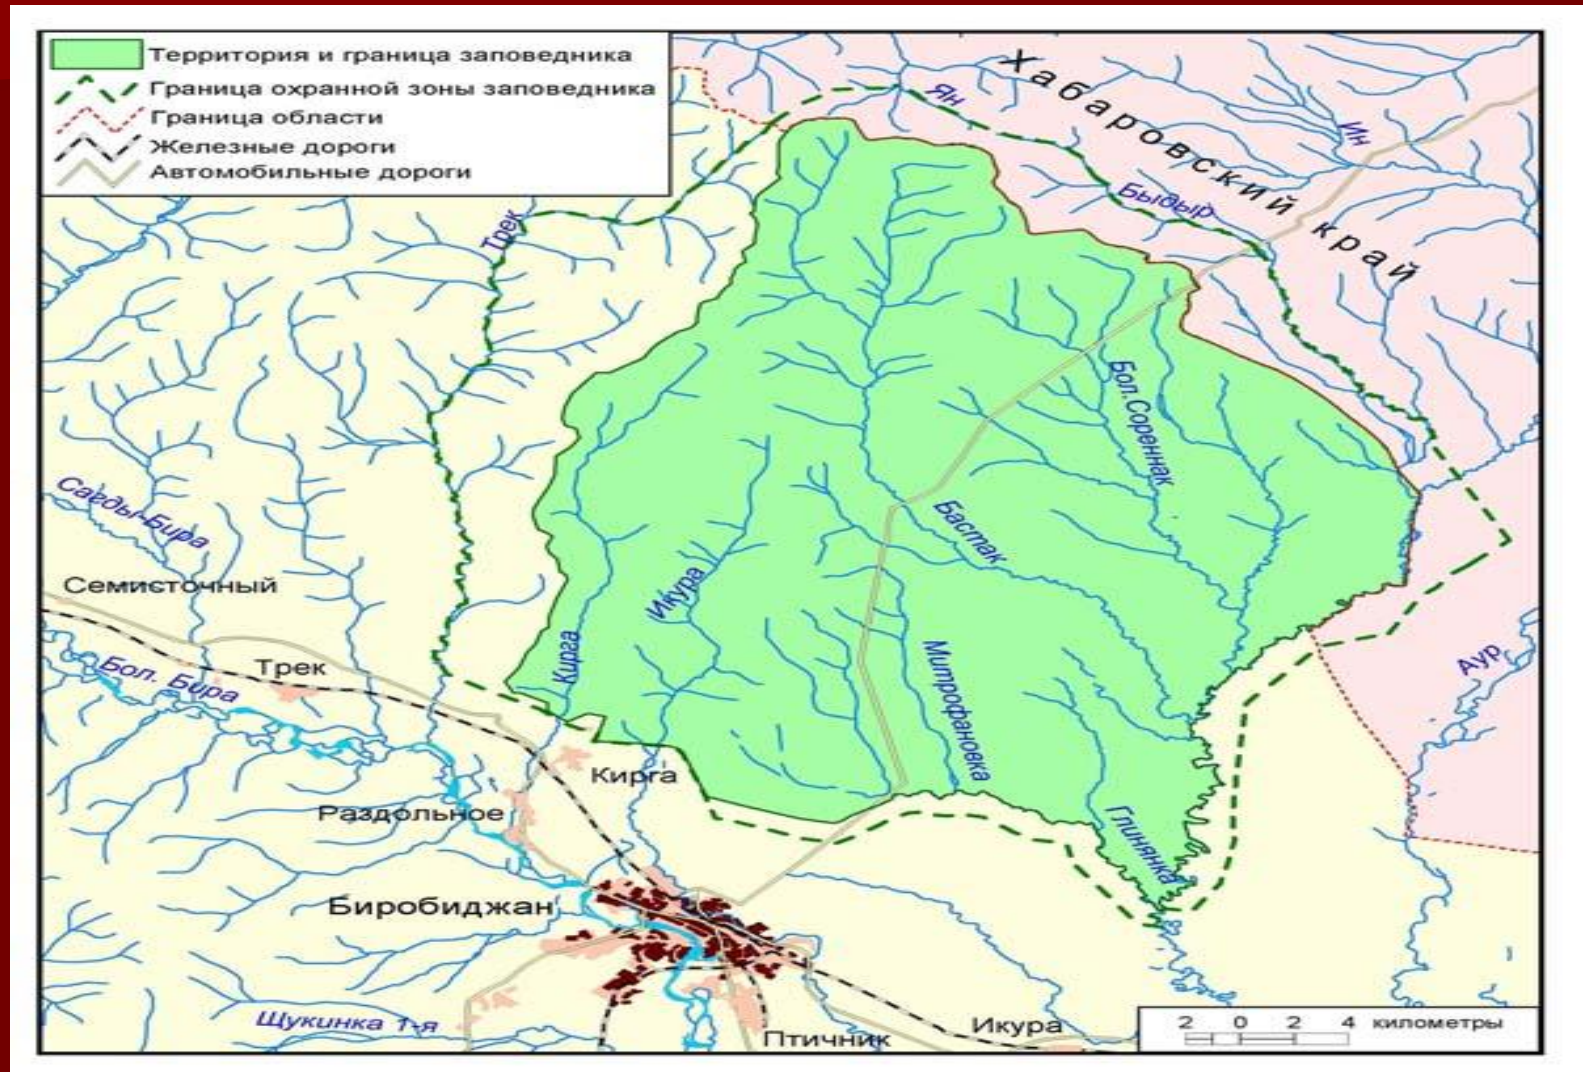 Территория и граница заповедника
Граница охранной зоны заповедника
Граница области
Железные дороги
Автомобильные дороги
Хабаровский край
Ян
Ин
Быдыр
Трек
Бол.Сореннак
Сагды-Бира
Бастак
Семисточный
Икура
Кирга
Митрофановка
Трек
Бол. Бира
Аур
Кирга
Раздольное
Глинянка
Биробиджан
Щукинка 1-я
Птичник
Икура
2 0 2 4 километры